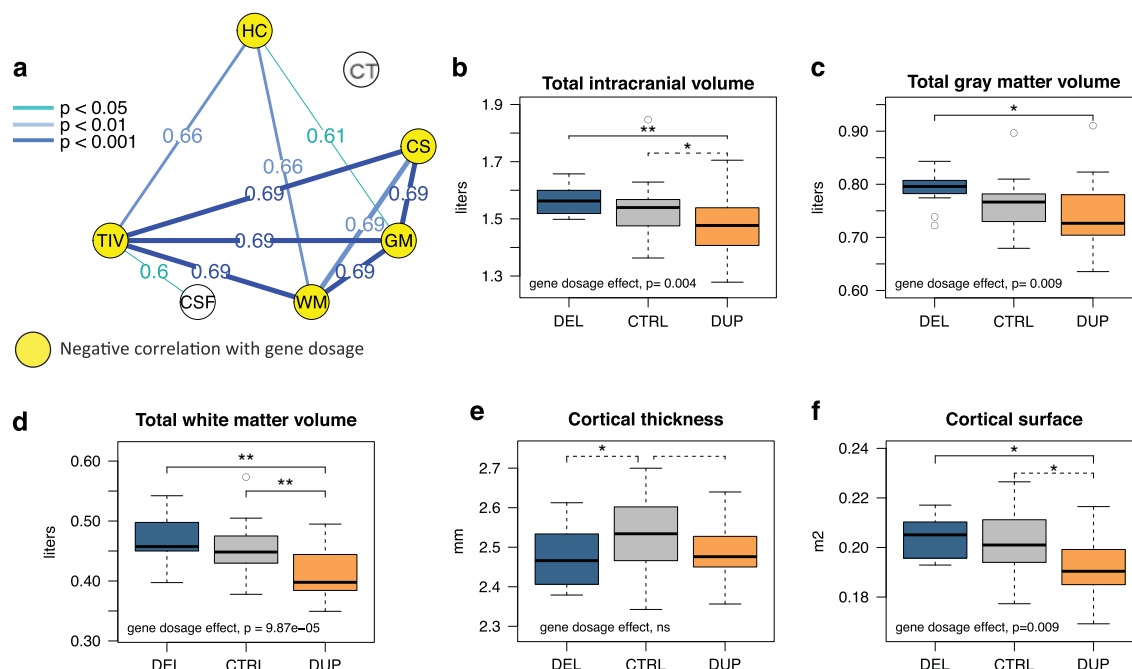 a
HC
CT
p < 0.05
p < 0.01
p < 0.001
0.66
0.61
0.66
CS
0.69
0.69
0.69
TIV
0.69
GM
0.6
0.69
0.69
CSF
WM
Negative correlation with gene dosage
b
Total intracranial volume
1.9
1.7
1.5
1.3
liters
**
*
gene dosage effect, p= 0.004
DEL
CTRL
DUP
c
Total gray matter volume
0.90
0.80
0.70
0.60
liters
*
gene dosage effect, p= 0.009
DEL
CTRL
DUP
d
Total white matter volume
0.60
0.50
0.40
0.30
liters
**
**
gene dosage effect, p = 9.87e−05
DEL
CTRL
DUP
e
Cortical thickness
2.7
2.6
2.5
2.4
2.3
mm
*
gene dosage effect, ns
DEL
CTRL
DUP
f
Cortical surface
0.24
0.22
0.20
0.18
m2
*
*
gene dosage effect, p=0.009
DEL
CTRL
DUP